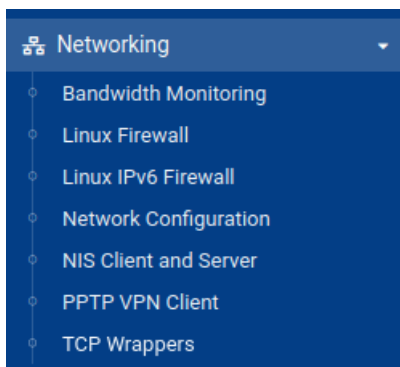 Networking
Bandwidth Monitoring
Linux Firewall
Linux IPv6 Firewall
Network Configuration
NIS Client and Server
PPTP VPN Client
TCP Wrappers